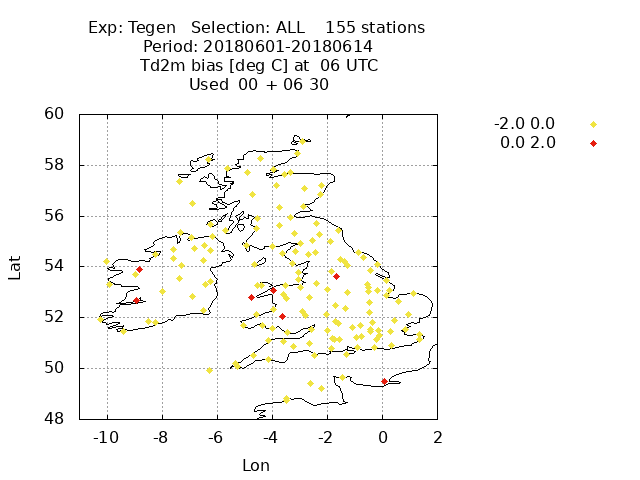 Exp: Tegen Selection: ALL 155 stations
Period: 20180601-20180614
Td2m bias [deg C] at 06 UTC
Used 00 + 06 30
-2.0 0.0
0.0 2.0
60
58
56
54
52
50
48
Lat
-10 -8 -6 -4 -2 0 2
Lon